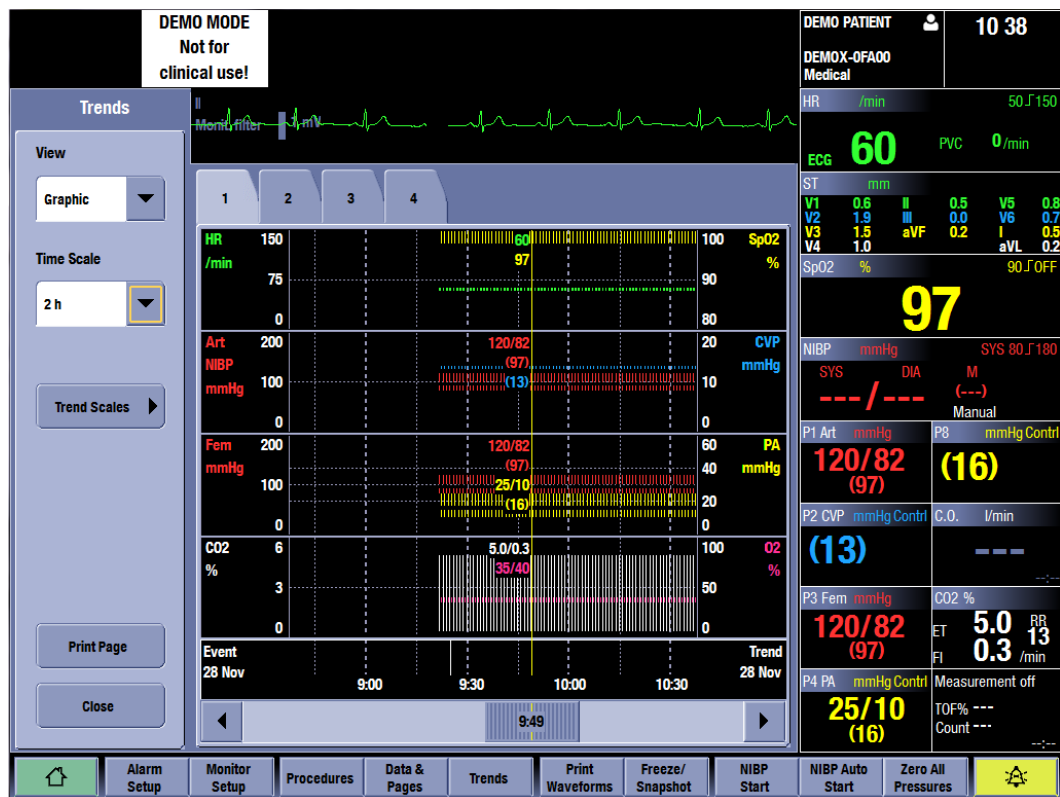 DEMO MODE
Not for
clinical use!
DEMO PATIENT
10 38
DEMOX-0FA00
Medical
Trends
View
Graphic
Time Scale
2 h
Trend Scales
Print Page
Close
II
Monit. filter 1 mV
1 2 3 4
HR 150 60 100 SpO2
/min 97 %
75 90
0 80
Art 200 120/82 20 CVP
NIBP (97) mmHg
mmHg 100 (13) 10
0 0
Fem 200 120/82 60 PA
mmHg (97) 40 mmHg
100 25/10
(16) 20
0 0
CO2 6 5.0/0.3 100 O2
% 35/40 %
3 50
0 0
Event Trend
28 Nov 28 Nov
9:00 9:30 10:00 10:30
9:49
HR /min 50 150
ECG 60 PVC 0/min
ST mm
V1 0.6 II 0.5 V5 0.8
V2 1.9 III 0.0 V6 0.7
V3 1.5 aVF 0.2 I 0.5
V4 1.0 aVL 0.2
SpO2 % 90 OFF
97
NIBP mmHg SYS 80 180
SYS DIA M
---/--- (---)
Manual
P1 Art mmHg
120/82
(97)
P8 mmHg Contrl
(16)
P2 CVP mmHg Contrl
(13)
C.O. l/min
---
--:--
P3 Fem mmHg
120/82
(97)
CO2 %
ET 5.0 RR
13
FI 0.3 /min
P4 PA mmHg Contrl
25/10
(16)
Measurement off
TOF% ---
Count ---
--:--
Alarm
Setup
Monitor
Setup
Procedures
Data &
Pages
Trends
Print
Waveforms
Freeze/
Snapshot
NIBP
Start
NIBP Auto
Start
Zero All
Pressures